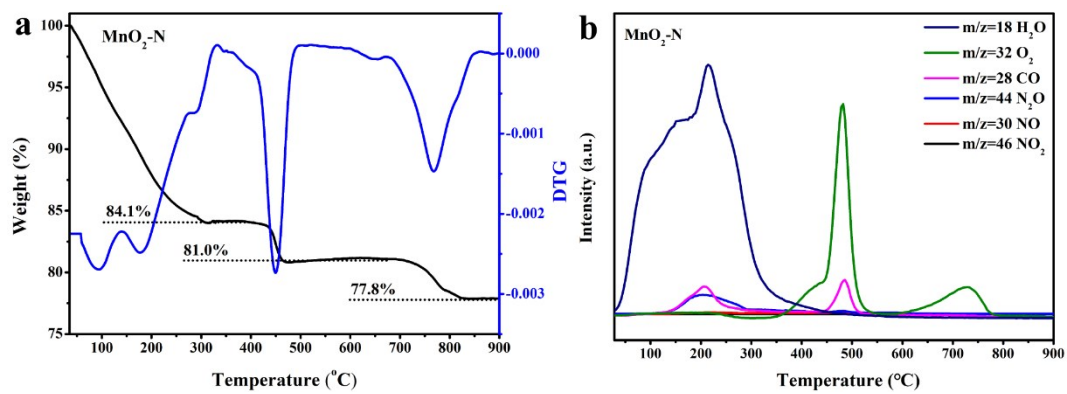 a
MnO₂-N
100
95
90
85
80
75
Weight (%)
84.1%
81.0%
77.8%
0.000
-0.001
-0.002
-0.003
DTG
100 200 300 400 500 600 700 800 900
Temperature (°C)
b
MnO₂-N
m/z=18 H₂O
m/z=32 O₂
m/z=28 CO
m/z=44 N₂O
m/z=30 NO
m/z=46 NO₂
Intensity (a.u.)
100 200 300 400 500 600 700 800 900
Temperature (°C)